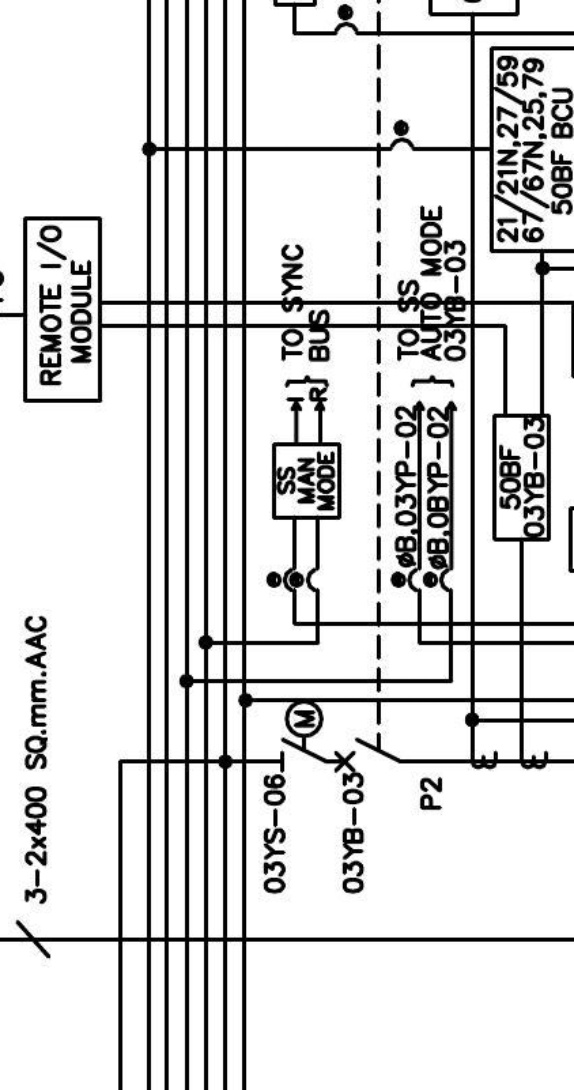 21/21N,27/59
67/67N,25,79
50BF BCU
REMOTE I/O
MODULE
TO SYNC
BUS
TO SS
AUTO MODE
03YB-03
I
R
SS
MAN
MODE
øB,03YP-02
øB,0BYP-02
50BF
03YB-03
3-2x400 SQ.mm.AAC
M
03YS-06
03YB-03
P2